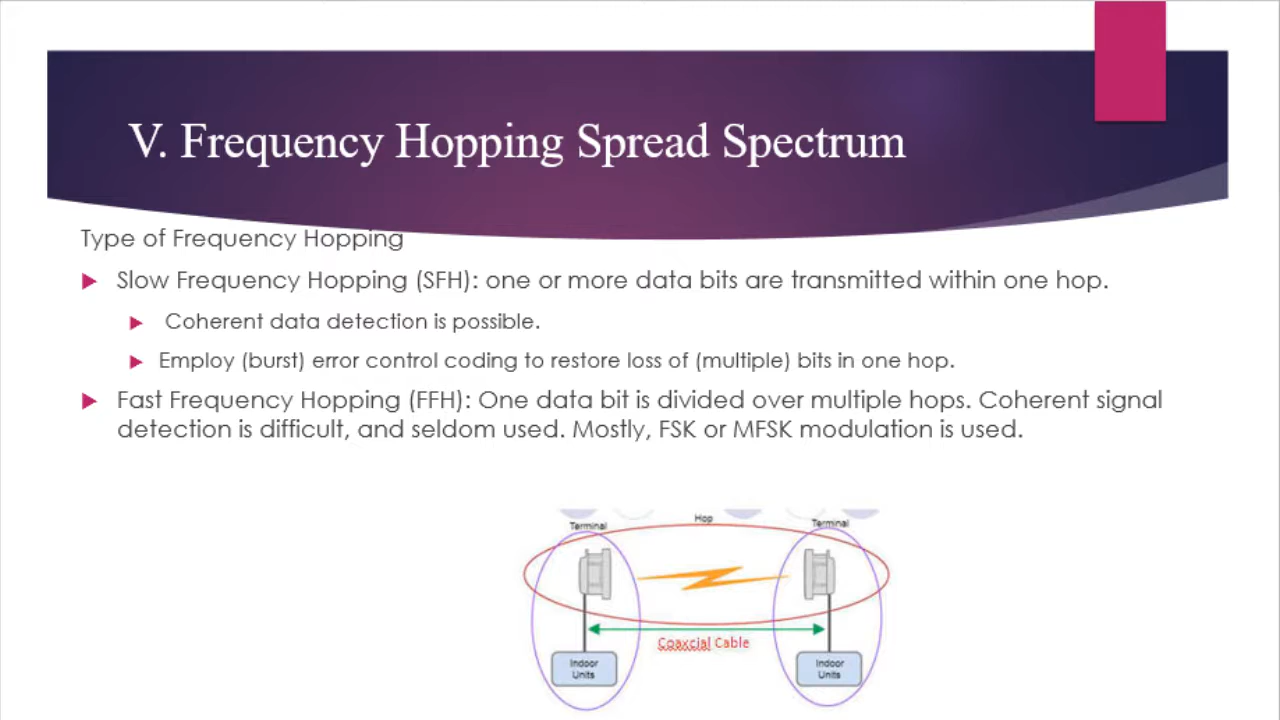 V. Frequency Hopping Spread Spectrum
Type of Frequency Hopping
Slow Frequency Hopping (SFH): one or more data bits are transmitted within one hop.
Coherent data detection is possible.
Employ (burst) error control coding to restore loss of (multiple) bits in one hop.
Fast Frequency Hopping (FFH): One data bit is divided over multiple hops. Coherent signal
detection is difficult, and seldom used. Mostly, FSK or MFSK modulation is used.
Terminal
Hop
Terminal
Coaxcial Cable
Indoor
Units
Indoor
Units